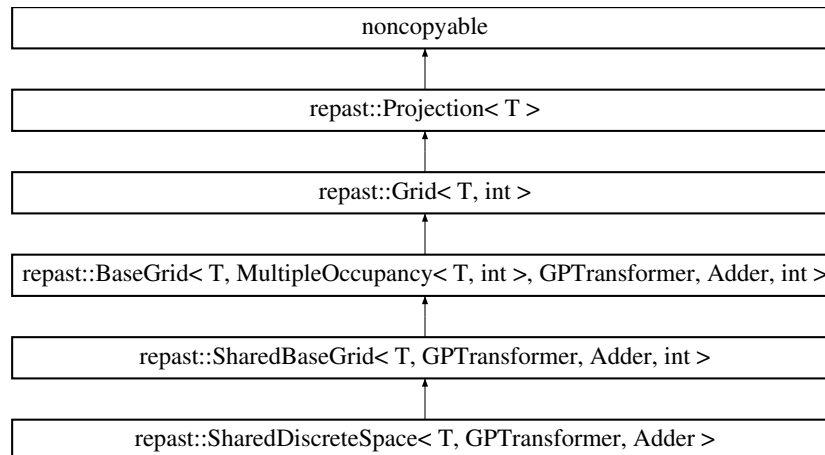 noncopyable
repast::Projection< T >
repast::Grid< T, int >
repast::BaseGrid< T, MultipleOccupancy< T, int >, GPTransformer, Adder, int >
repast::SharedBaseGrid< T, GPTransformer, Adder, int >
repast::SharedDiscreteSpace< T, GPTransformer, Adder >